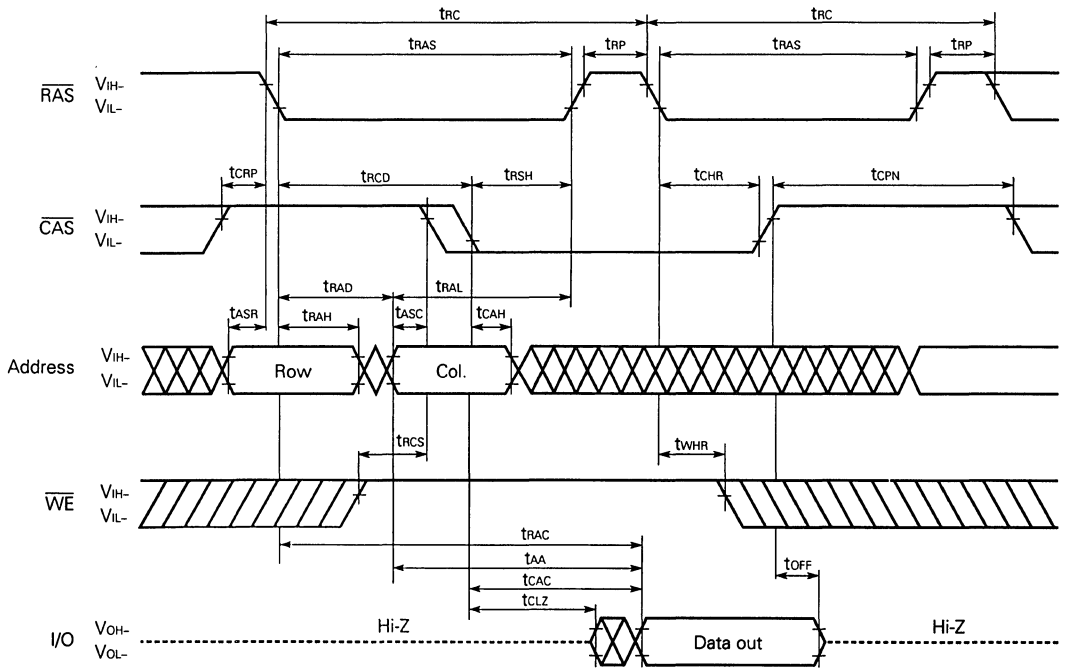 tRC tRC
tRAS tRP tRAS tRP
RAS VIH–
VIL–
tCRP tRCD tRSH tCHR tCPN
CAS VIH–
VIL–
tRAD tRAL
tASR tRAH tASC tCAH
Address VIH–
VIL–
Row Col.
tRCS tWHR
WE VIH–
VIL–
tRAC
tAA tOFF
tCAC
tCLZ
I/O VOH–
VOL–
Hi-Z Data out Hi-Z